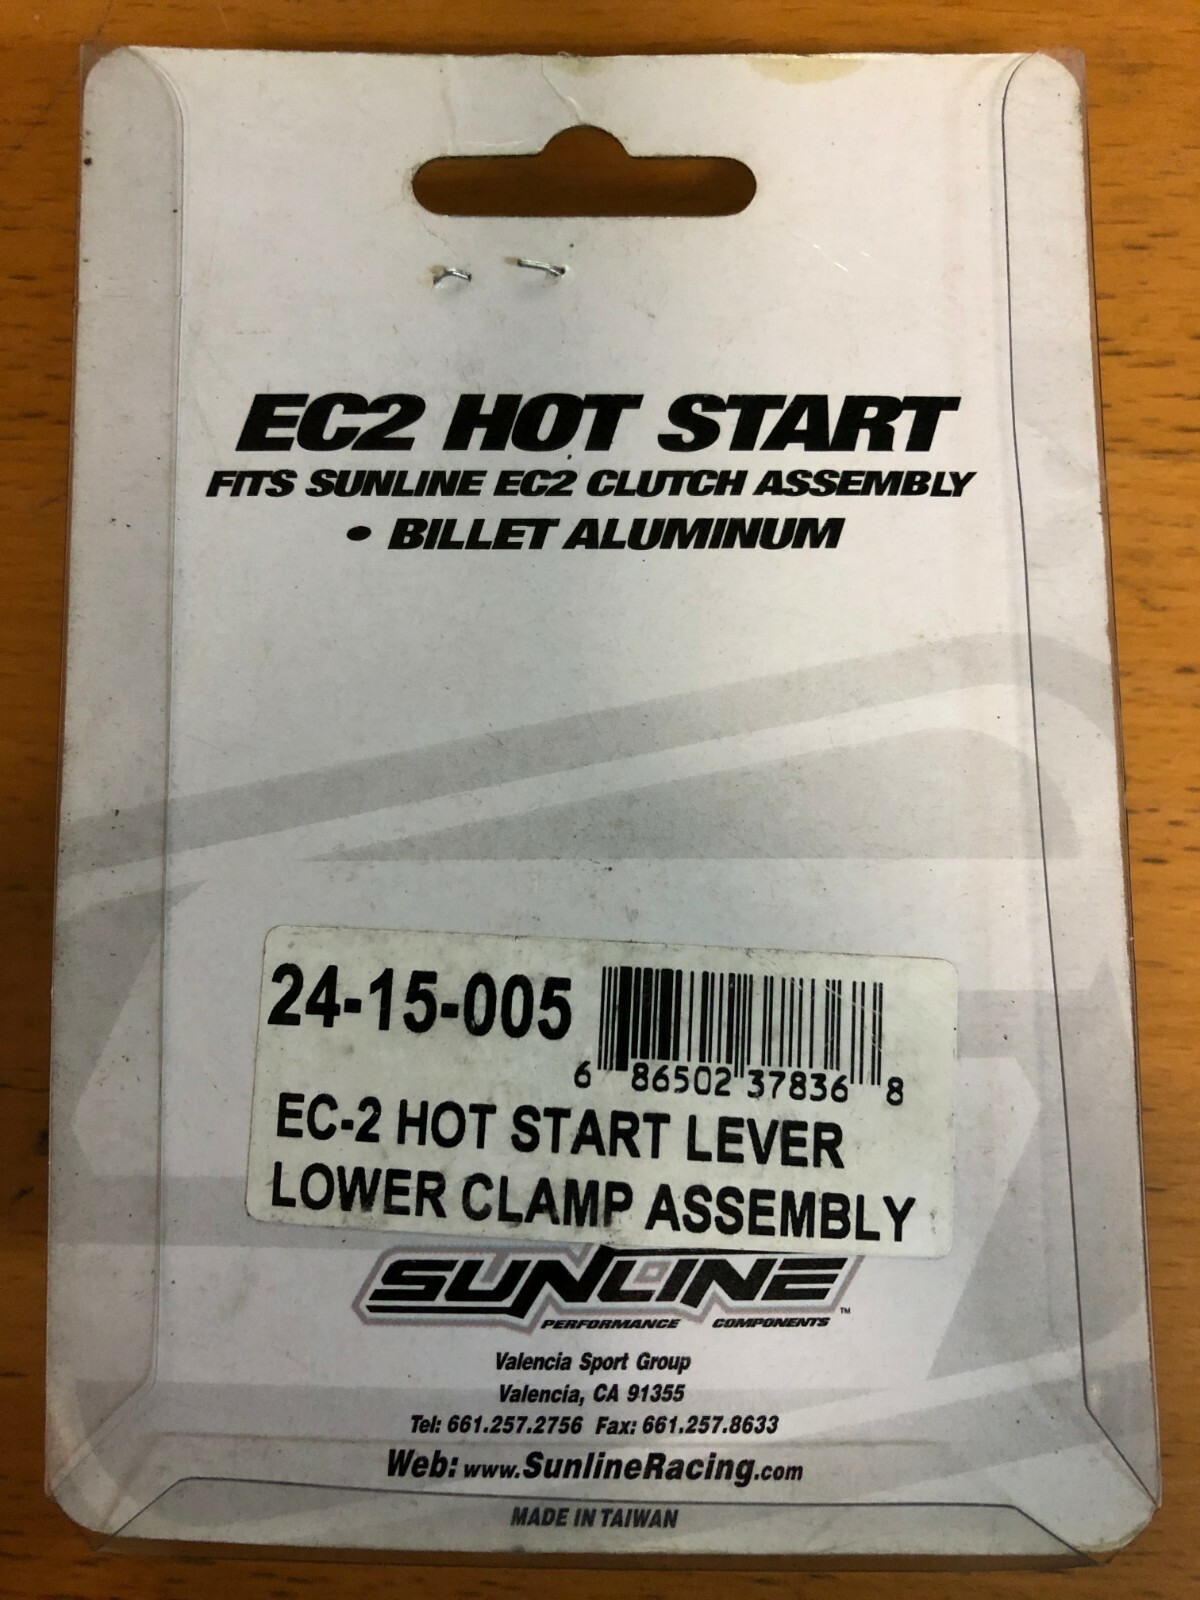 EC2 HOT START
FITS SUNLINE EC2 CLUTCH ASSEMBLY
• BILLET ALUMINUM
24-15-005
6 86502 37836 8
EC-2 HOT START LEVER
LOWER CLAMP ASSEMBLY
SUNLINE™
PERFORMANCE COMPONENTS
Valencia Sport Group
Valencia, CA 91355
Tel: 661.257.2756 Fax: 661.257.8633
Web: www.SunlineRacing.com
MADE IN TAIWAN